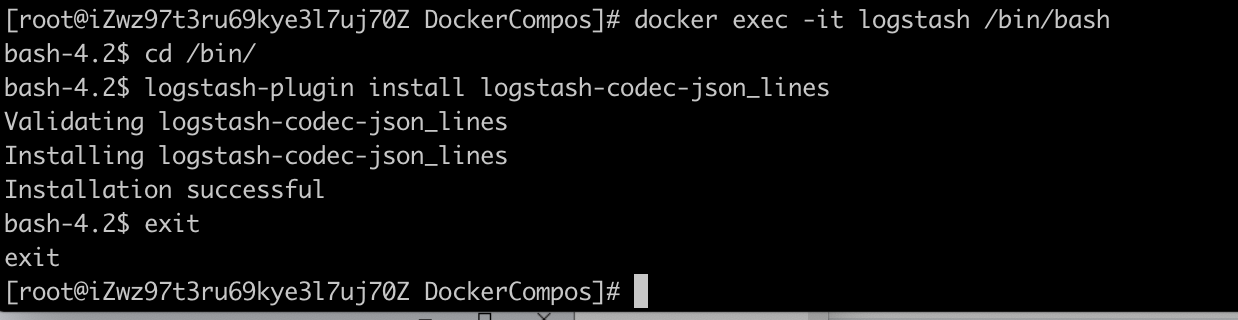 [root@iZwz97t3ru69kye3l7uj70Z DockerCompos]# docker exec -it logstash /bin/bash
bash-4.2$ cd /bin/
bash-4.2$ logstash-plugin install logstash-codec-json_lines
Validating logstash-codec-json_lines
Installing logstash-codec-json_lines
Installation successful
bash-4.2$ exit
exit
[root@iZwz97t3ru69kye3l7uj70Z DockerCompos]#